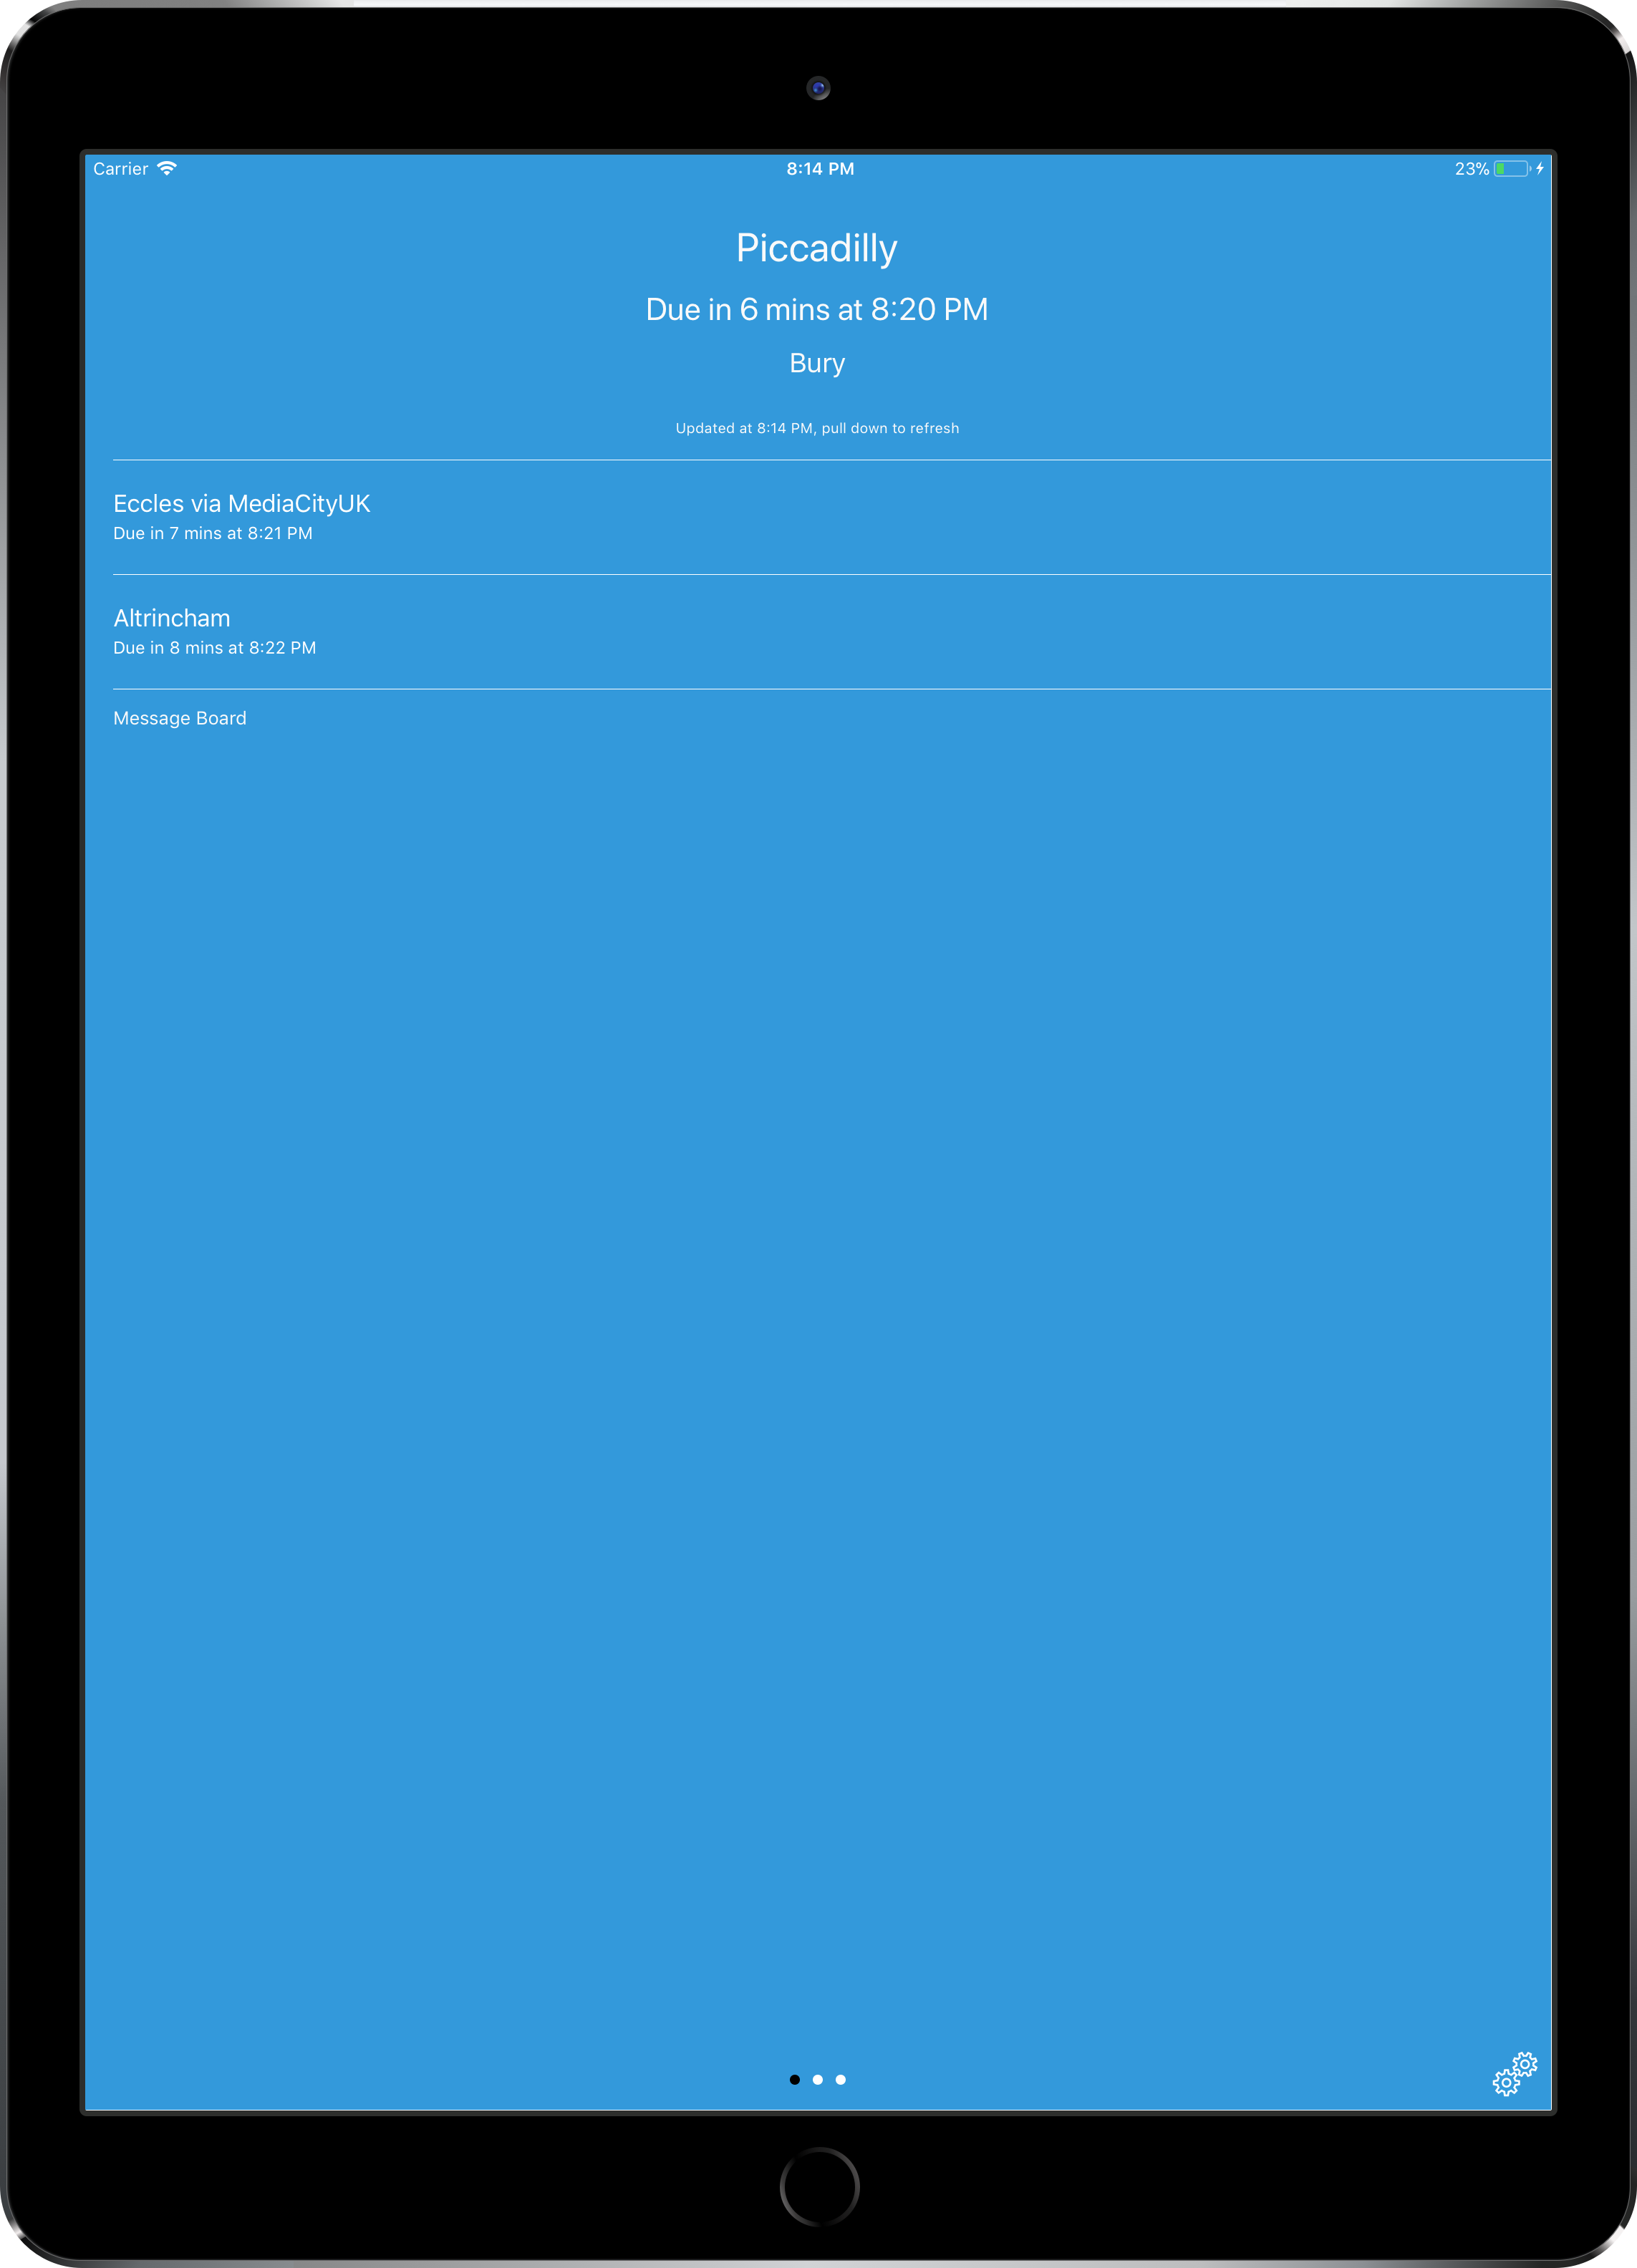 Carrier 8:14 PM 23%
Piccadilly
Due in 6 mins at 8:20 PM
Bury
Updated at 8:14 PM, pull down to refresh
Eccles via MediaCityUK
Due in 7 mins at 8:21 PM
Altrincham
Due in 8 mins at 8:22 PM
Message Board